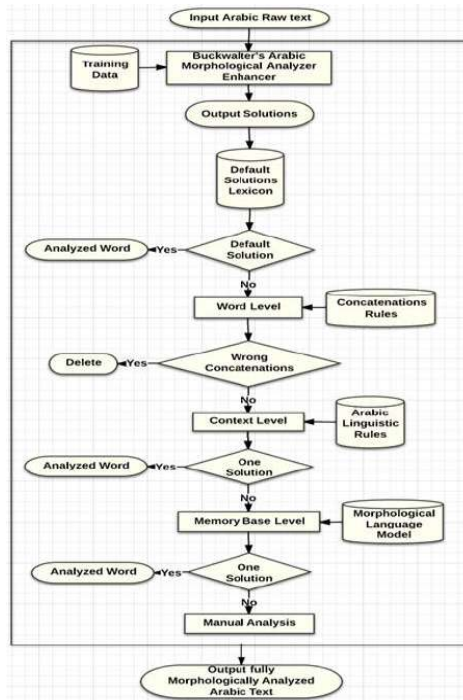 Input Arabic Raw text
Training
Data
Buckwalter's Arabic
Morphological Analyzer
Enhancer
Output Solutions
Default
Solutions
Lexicon
Analyzed Word
Yes
Default
Solution
No
Word Level
Concatenations
Rules
Delete
Yes
Wrong
Concatenations
No
Context Level
Arabic
Linguistic
Rules
Analyzed Word
Yes
One
Solution
No
Memory Base Level
Morphological
Language
Model
Analyzed Word
Yes
One
Solution
No
Manual Analysis
Output fully
Morphologically Analyzed
Arabic Text